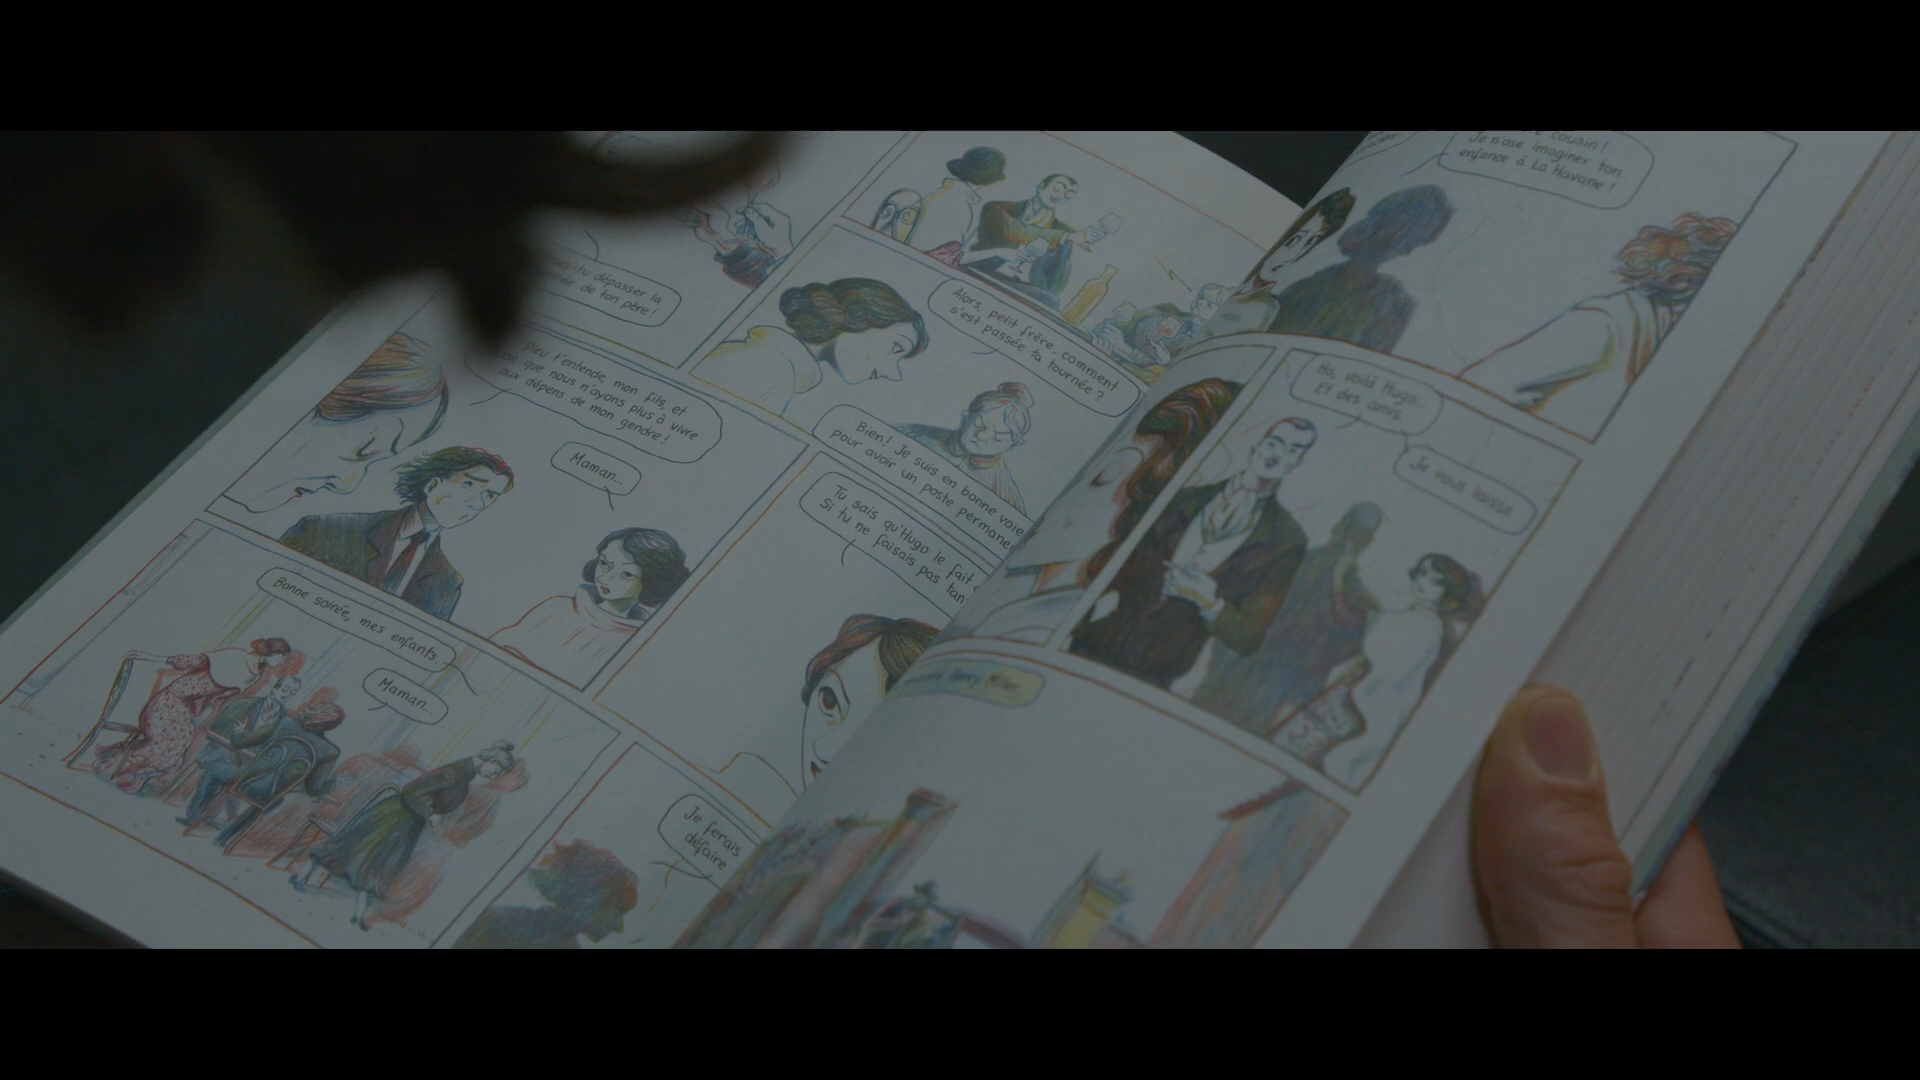 dépasser la
de ton père !
Dieu t'entende, mon fils, et
que nous n'ayons plus à vivre
aux dépens de mon gendre !
Maman...
Bonne soirée, mes enfants.
Maman...
Alors, petit frère, comment
s'est passée ta tournée ?
Bien ! Je suis en bonne voie
pour avoir un poste
Tu sais qu'Hugo le fait
Si tu ne faisais pas
Je ferais
défaire
cousin !
Je n'ose imaginer ton
enfance à La Havane !
Ha, voilà Hugo...
Et des amis.
Je vous laisse
Henry Miller.